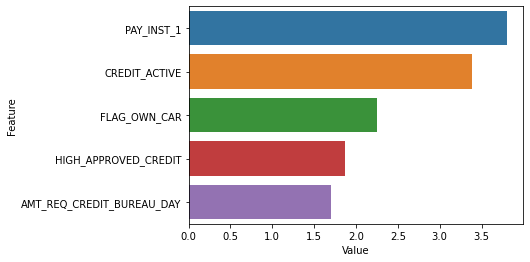 Feature
PAY_INST_1
CREDIT_ACTIVE
FLAG_OWN_CAR
HIGH_APPROVED_CREDIT
AMT_REQ_CREDIT_BUREAU_DAY
0.0 0.5 1.0 1.5 2.0 2.5 3.0 3.5
Value